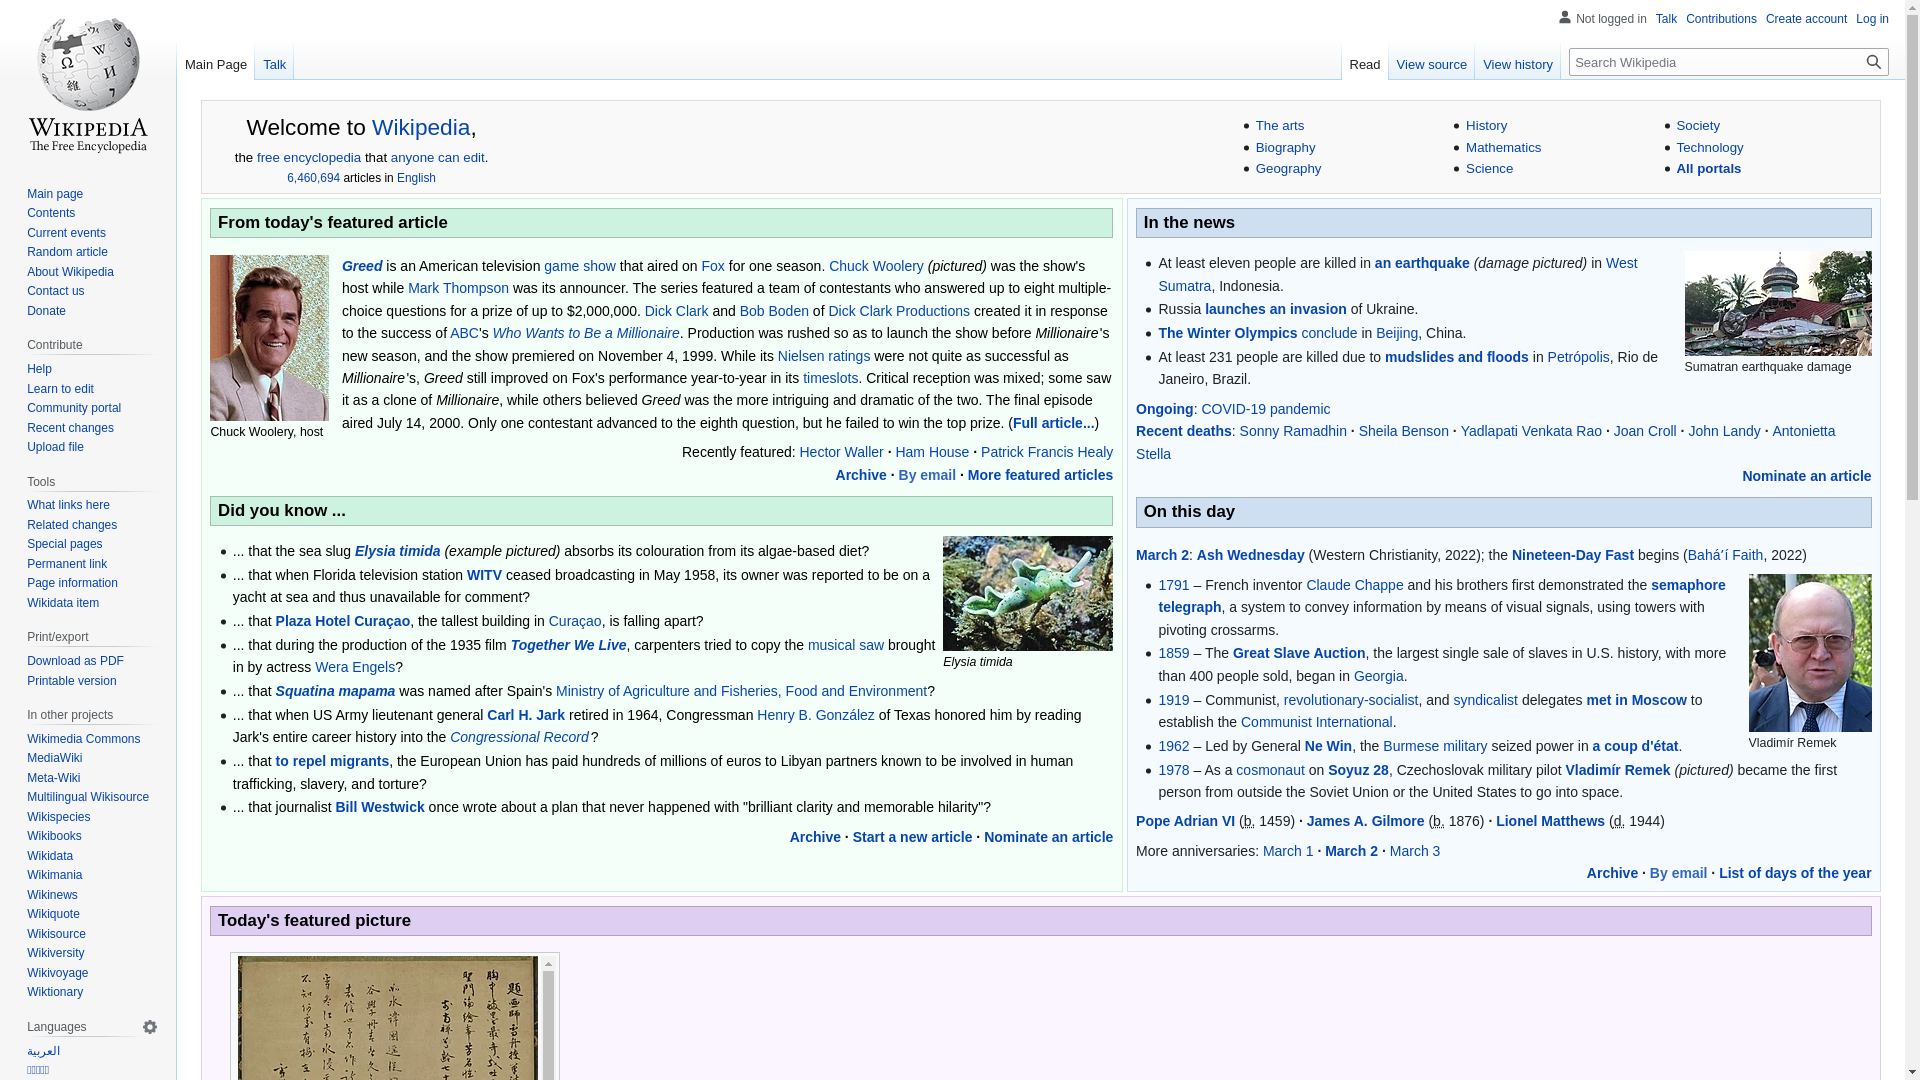 WIKIPEDIA
The Free Encyclopedia
Not logged in Talk Contributions Create account Log in
Main Page Talk
Read View source View history Search Wikipedia
Main page
Contents
Current events
Random article
About Wikipedia
Contact us
Donate
Contribute
Help
Learn to edit
Community portal
Recent changes
Upload file
Tools
What links here
Related changes
Special pages
Permanent link
Page information
Wikidata item
Print/export
Download as PDF
Printable version
In other projects
Wikimedia Commons
MediaWiki
Meta-Wiki
Multilingual Wikisource
Wikispecies
Wikibooks
Wikidata
Wikimania
Wikinews
Wikiquote
Wikisource
Wikiversity
Wikivoyage
Wiktionary
Languages
العربية
Welcome to Wikipedia,
the free encyclopedia that anyone can edit.
6,460,694 articles in English
The arts
Biography
Geography
History
Mathematics
Science
Society
Technology
All portals
From today's featured article
Chuck Woolery, host
Greed is an American television game show that aired on Fox for one season. Chuck Woolery (pictured) was the show's
host while Mark Thompson was its announcer. The series featured a team of contestants who answered up to eight multiple-
choice questions for a prize of up to $2,000,000. Dick Clark and Bob Boden of Dick Clark Productions created it in response
to the success of ABC's Who Wants to Be a Millionaire. Production was rushed so as to launch the show before Millionaire's
new season, and the show premiered on November 4, 1999. While its Nielsen ratings were not quite as successful as
Millionaire's, Greed still improved on Fox's performance year-to-year in its timeslots. Critical reception was mixed; some saw
it as a clone of Millionaire, while others believed Greed was the more intriguing and dramatic of the two. The final episode
aired July 14, 2000. Only one contestant advanced to the eighth question, but he failed to win the top prize. (Full article...)
Recently featured: Hector Waller · Ham House · Patrick Francis Healy
Archive · By email · More featured articles
Did you know ...
... that the sea slug Elysia timida (example pictured) absorbs its colouration from its algae-based diet?
... that when Florida television station WITV ceased broadcasting in May 1958, its owner was reported to be on a
yacht at sea and thus unavailable for comment?
... that Plaza Hotel Curaçao, the tallest building in Curaçao, is falling apart?
... that during the production of the 1935 film Together We Live, carpenters tried to copy the musical saw brought
in by actress Wera Engels?
Elysia timida
... that Squatina mapama was named after Spain's Ministry of Agriculture and Fisheries, Food and Environment?
... that when US Army lieutenant general Carl H. Jark retired in 1964, Congressman Henry B. González of Texas honored him by reading
Jark's entire career history into the Congressional Record?
... that to repel migrants, the European Union has paid hundreds of millions of euros to Libyan partners known to be involved in human
trafficking, slavery, and torture?
... that journalist Bill Westwick once wrote about a plan that never happened with "brilliant clarity and memorable hilarity"?
Archive · Start a new article · Nominate an article
In the news
At least eleven people are killed in an earthquake (damage pictured) in West
Sumatra, Indonesia.
Russia launches an invasion of Ukraine.
The Winter Olympics conclude in Beijing, China.
At least 231 people are killed due to mudslides and floods in Petrópolis, Rio de
Janeiro, Brazil.
Sumatran earthquake damage
Ongoing: COVID-19 pandemic
Recent deaths: Sonny Ramadhin · Sheila Benson · Yadlapati Venkata Rao · Joan Croll · John Landy · Antonietta
Stella
Nominate an article
On this day
March 2: Ash Wednesday (Western Christianity, 2022); the Nineteen-Day Fast begins (Baháʼí Faith, 2022)
1791 – French inventor Claude Chappe and his brothers first demonstrated the semaphore
telegraph, a system to convey information by means of visual signals, using towers with
pivoting crossarms.
1859 – The Great Slave Auction, the largest single sale of slaves in U.S. history, with more
than 400 people sold, began in Georgia.
1919 – Communist, revolutionary-socialist, and syndicalist delegates met in Moscow to
establish the Communist International.
1962 – Led by General Ne Win, the Burmese military seized power in a coup d'état.
1978 – As a cosmonaut on Soyuz 28, Czechoslovak military pilot Vladimír Remek (pictured) became the first
person from outside the Soviet Union or the United States to go into space.
Vladimír Remek
Pope Adrian VI (b. 1459) · James A. Gilmore (b. 1876) · Lionel Matthews (d. 1944)
More anniversaries: March 1 · March 2 · March 3
Archive · By email · List of days of the year
Today's featured picture